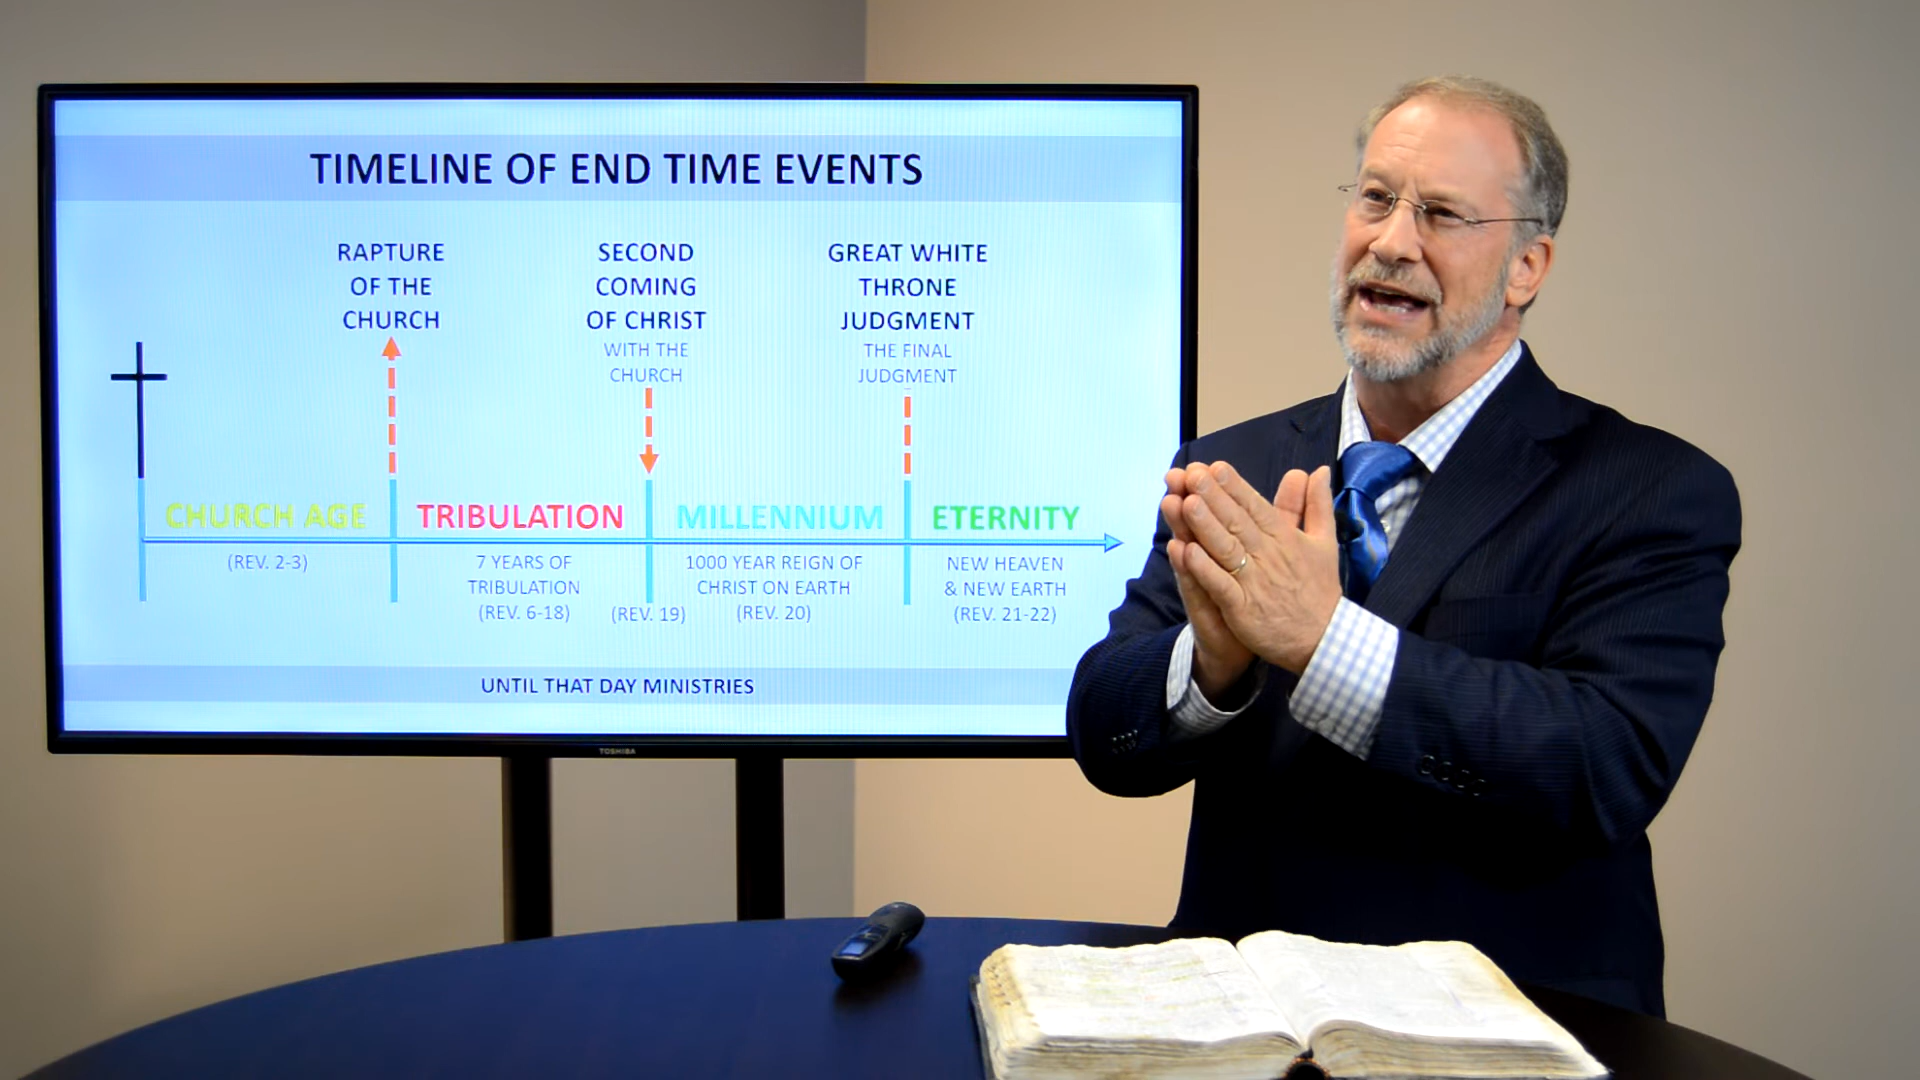 TIMELINE OF END TIME EVENTS
RAPTURE
OF THE
CHURCH
SECOND
COMING
OF CHRIST
WITH THE
CHURCH
GREAT WHITE
THRONE
JUDGMENT
THE FINAL
JUDGMENT
CHURCH AGE
TRIBULATION
MILLENNIUM
ETERNITY
(REV. 2-3)
7 YEARS OF
TRIBULATION
(REV. 6-18)
(REV. 19)
1000 YEAR REIGN OF
CHRIST ON EARTH
(REV. 20)
NEW HEAVEN
& NEW EARTH
(REV. 21-22)
UNTIL THAT DAY MINISTRIES
TOSHIBA